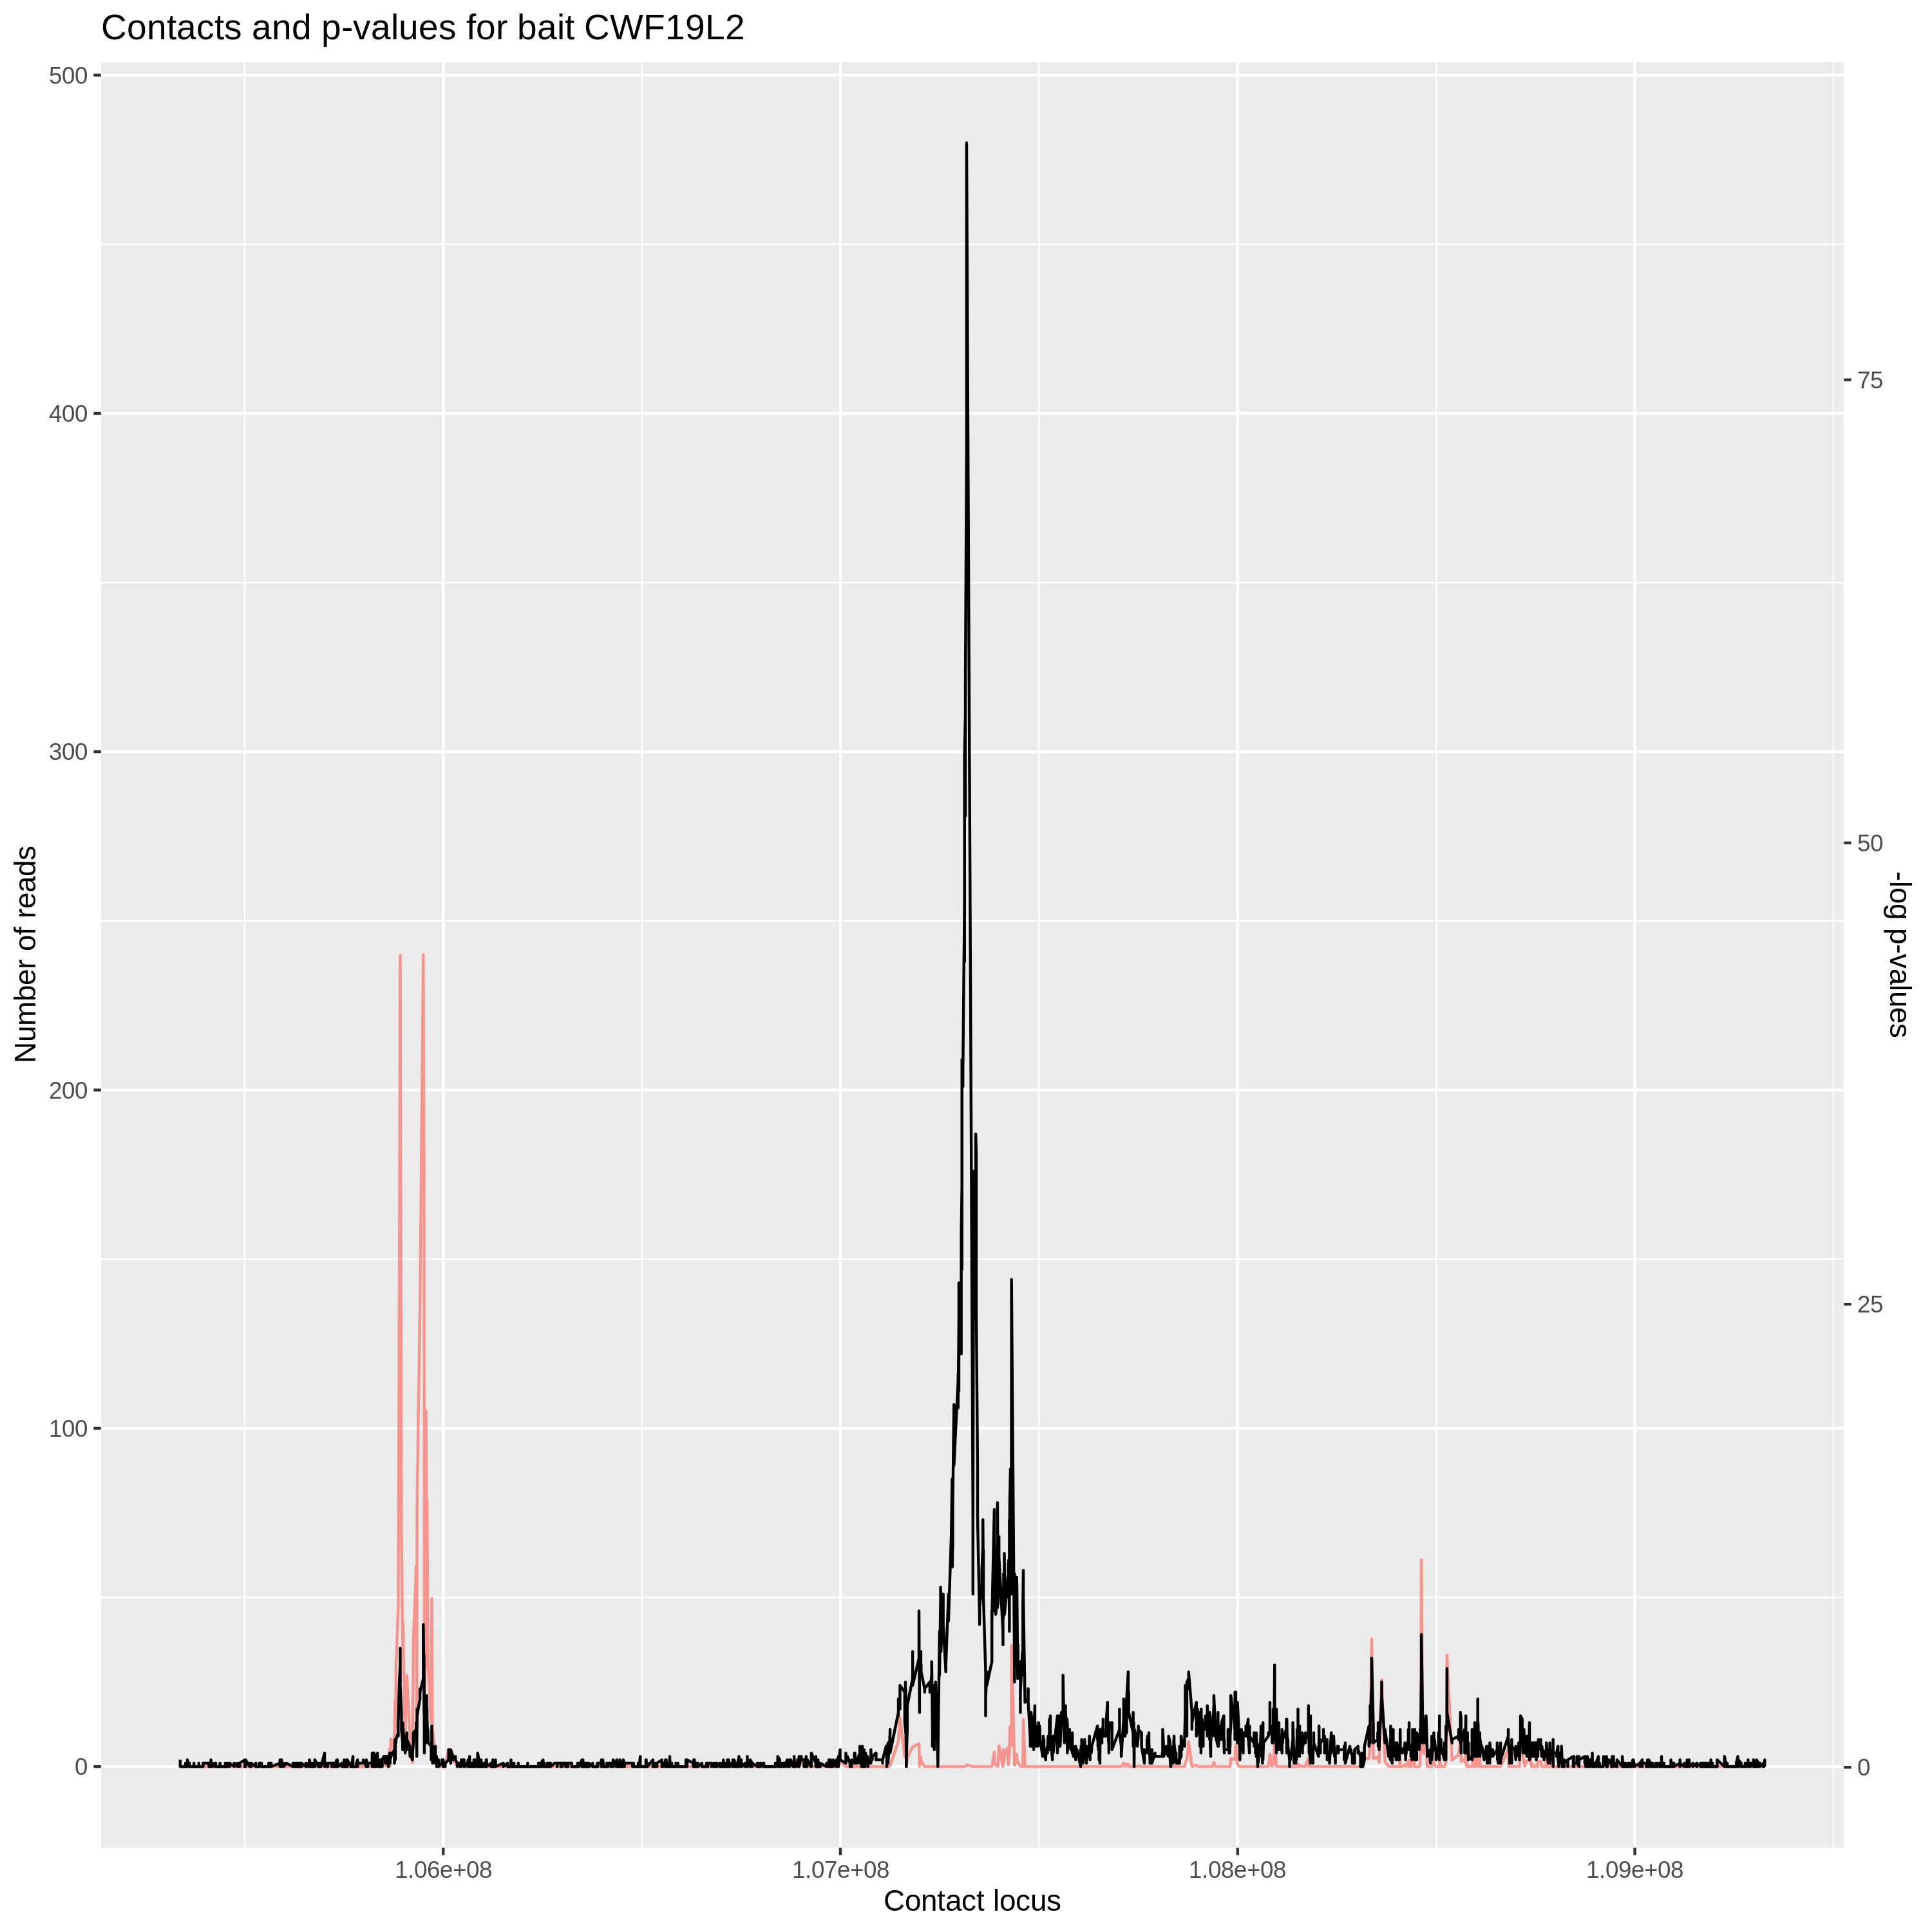 Contacts and p-values for bait CWF19L2
500
400
300
200
100
0
Number of reads
75
50
25
0
-log p-values
1.06e+08
1.07e+08
1.08e+08
1.09e+08
Contact locus